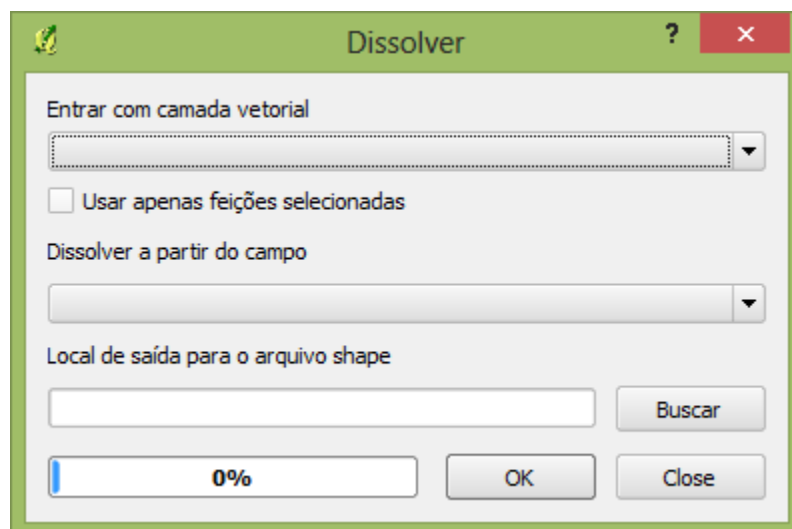 Dissolver
?
Entrar com camada vetorial
Usar apenas feições selecionadas
Dissolver a partir do campo
Local de saída para o arquivo shape
Buscar
0%
OK
Close